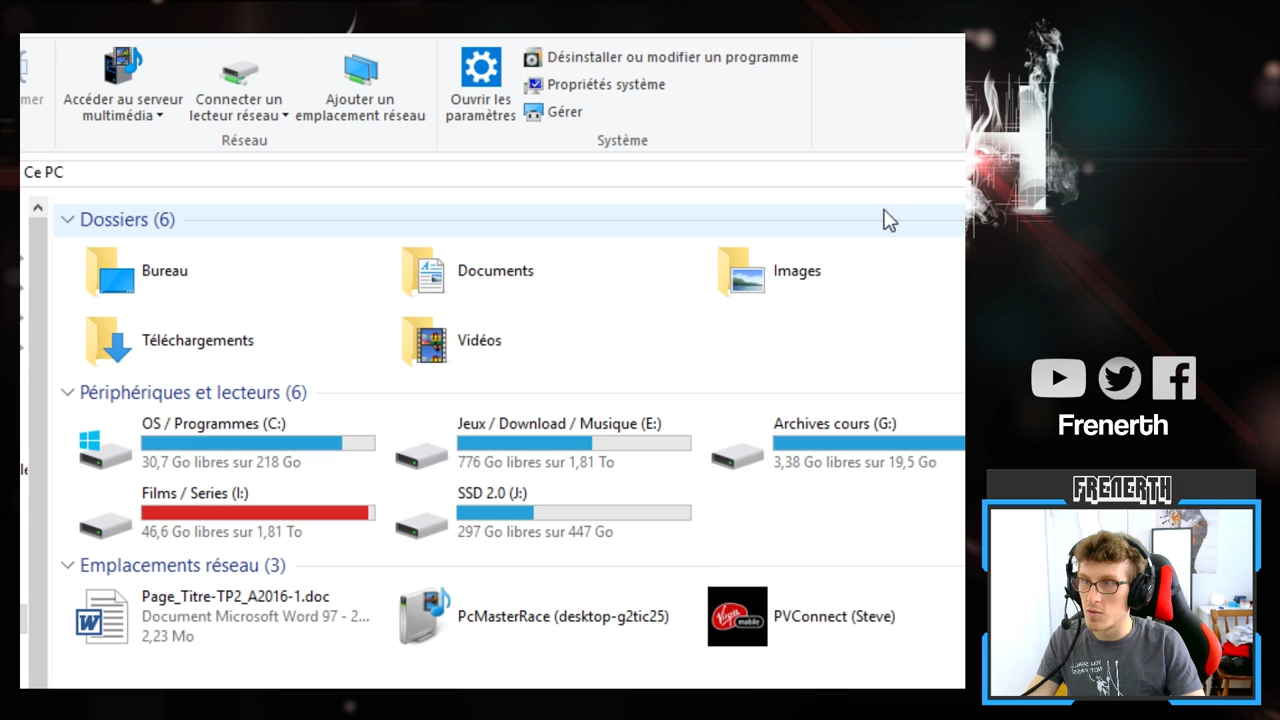 mer
Accéder au serveur
multimédia
Connecter un
lecteur réseau
Ajouter un
emplacement réseau
Réseau
Ouvrir les
paramètres
Désinstaller ou modifier un programme
Propriétés système
Gérer
Système
Ce PC
Dossiers (6)
Bureau
Documents
Images
Téléchargements
Vidéos
Périphériques et lecteurs (6)
OS / Programmes (C:)
30,7 Go libres sur 218 Go
Jeux / Download / Musique (E:)
776 Go libres sur 1,81 To
Archives cours (G:)
3,38 Go libres sur 19,5 Go
Films / Series (I:)
46,6 Go libres sur 1,81 To
SSD 2.0 (J:)
297 Go libres sur 447 Go
Emplacements réseau (3)
Page_Titre-TP2_A2016-1.doc
Document Microsoft Word 97 - 2...
2,23 Mo
PcMasterRace (desktop-g2tic25)
Virgin
mobile
PVConnect (Steve)
Frenerth
FRENERTH
YOU SHALL
NOT PASS!